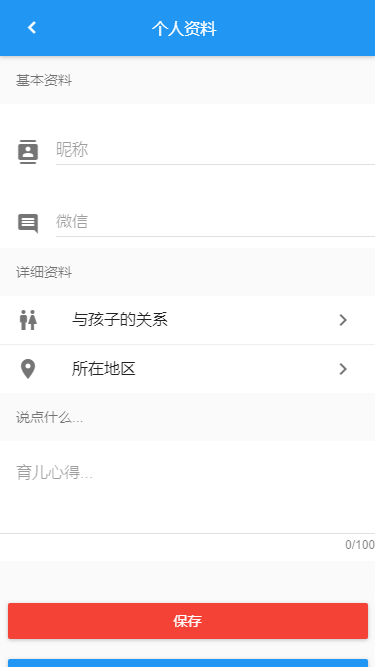 个人资料
基本资料
昵称
微信
详细资料
与孩子的关系
所在地区
说点什么...
育儿心得...
0/100
保存